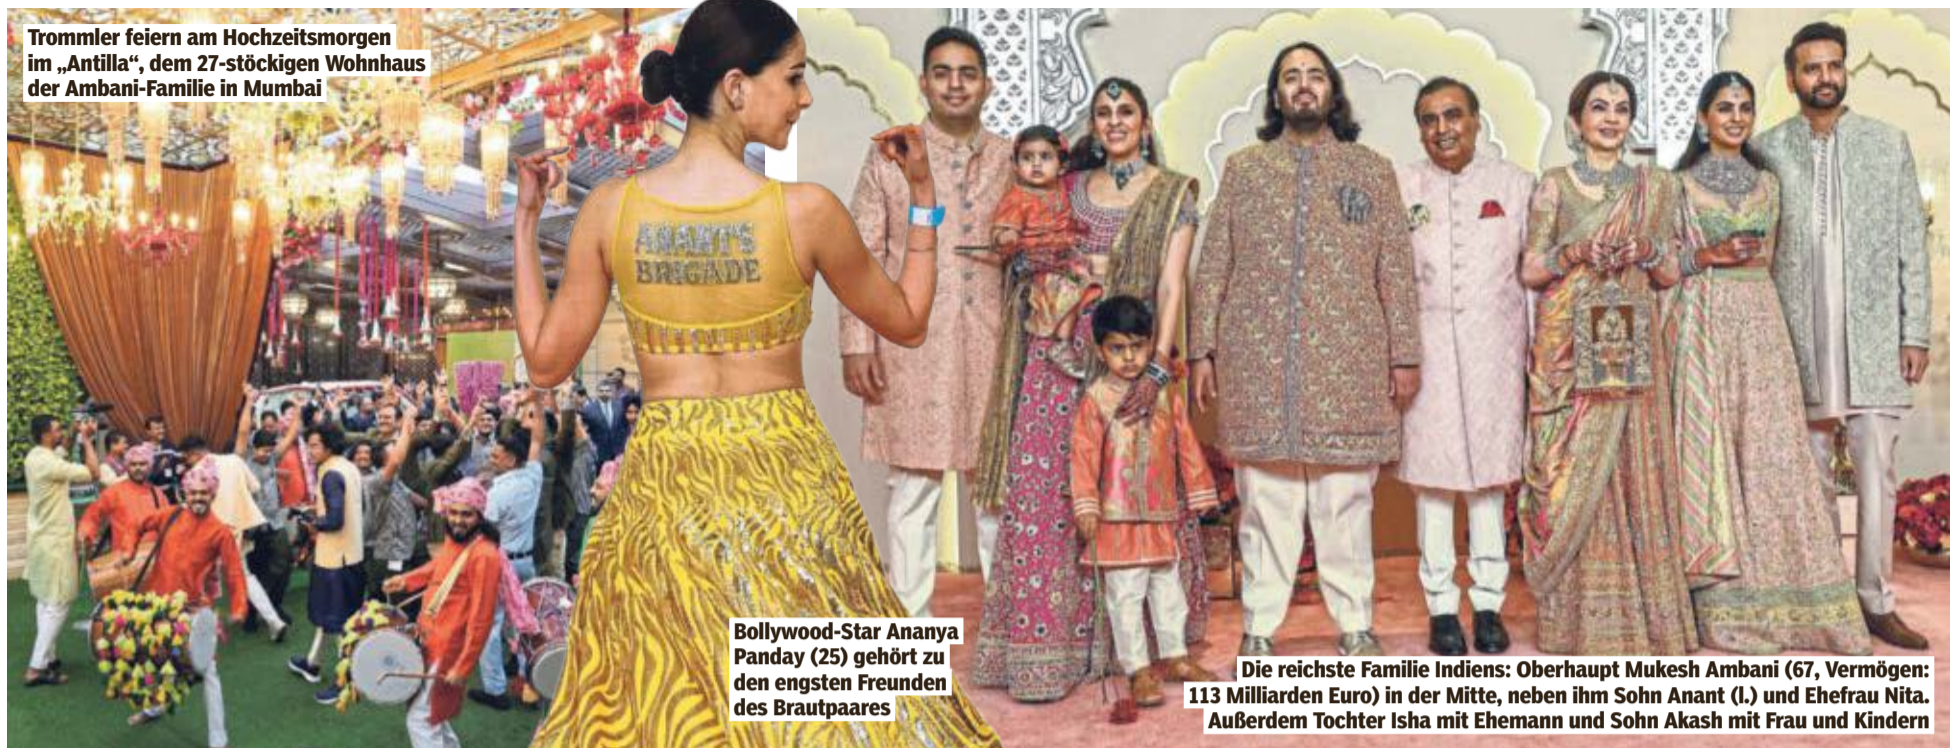 Trommler feiern am Hochzeitsmorgen
im „Antilla“, dem 27-stöckigen Wohnhaus
der Ambani-Familie in Mumbai
ANANT'S
BRIGADE
Bollywood-Star Ananya
Panday (25) gehört zu
den engsten Freunden
des Brautpaares
Die reichste Familie Indiens: Oberhaupt Mukesh Ambani (67, Vermögen:
113 Milliarden Euro) in der Mitte, neben ihm Sohn Anant (l.) und Ehefrau Nita.
Außerdem Tochter Isha mit Ehemann und Sohn Akash mit Frau und Kindern